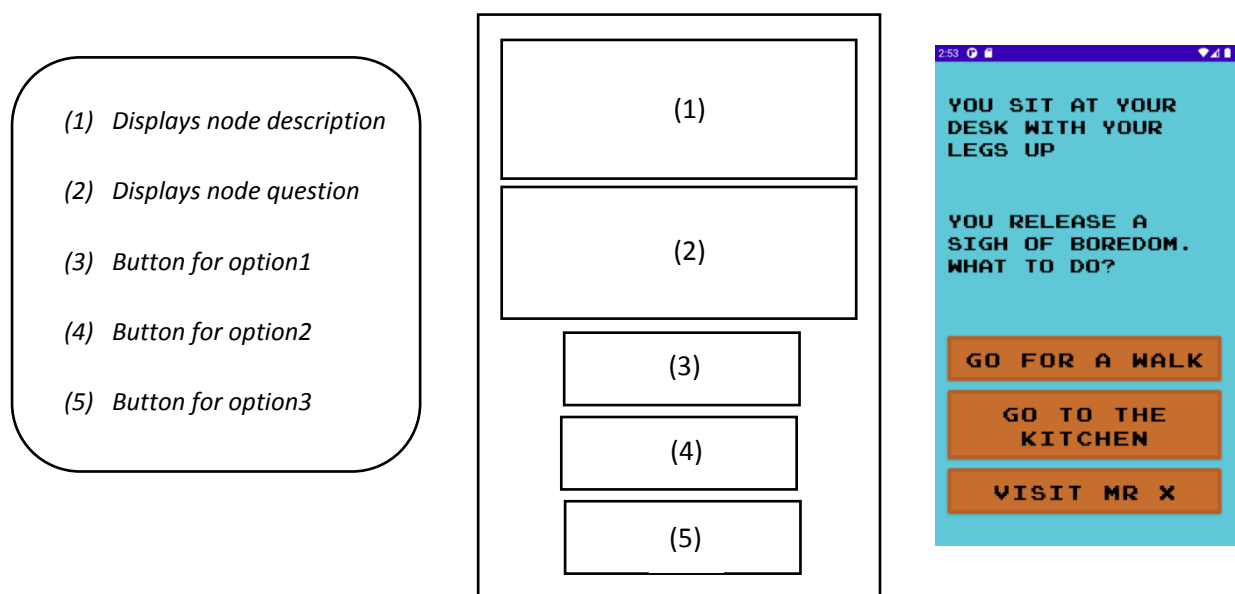 (1) Displays node description
(2) Displays node question
(3) Button for option1
(4) Button for option2
(5) Button for option3
(1)
(2)
(3)
(4)
(5)
2:53
YOU SIT AT YOUR
DESK WITH YOUR
LEGS UP
YOU RELEASE A
SIGH OF BOREDOM.
WHAT TO DO?
GO FOR A WALK
GO TO THE
KITCHEN
VISIT MR X